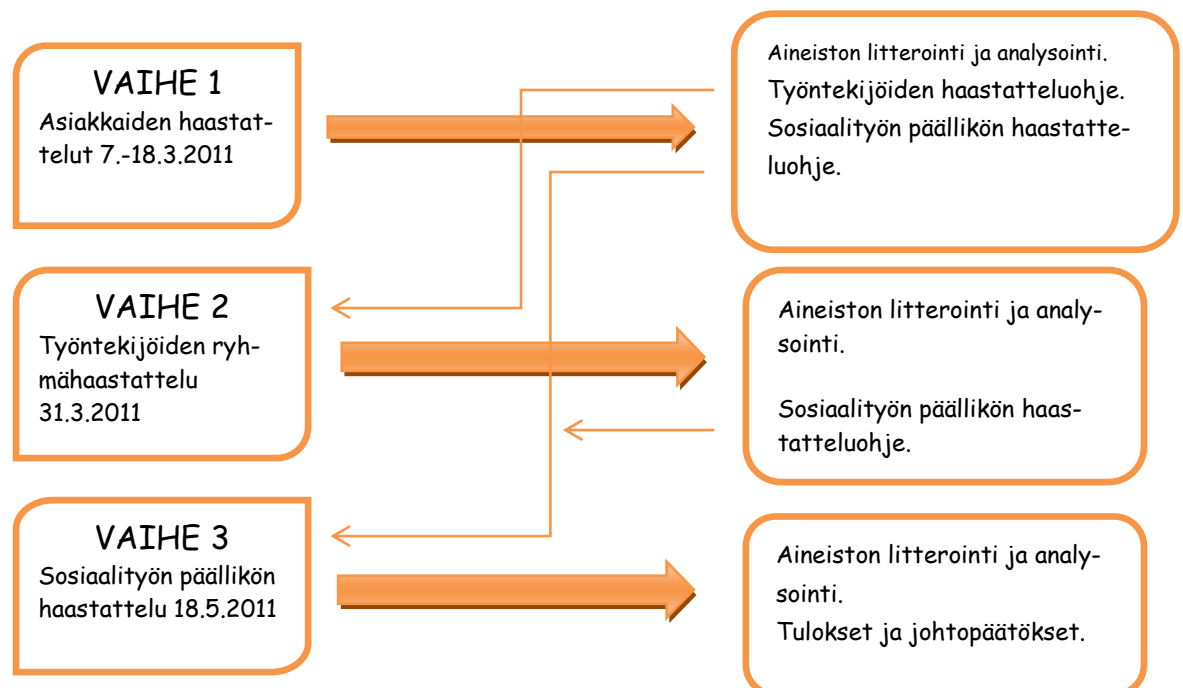 VAIHE 1
Asiakkaiden haastat-
telut 7.-18.3.2011
Aineiston litterointi ja analysointi.
Työntekijöiden haastatteluohje.
Sosiaalityön päällikön haastatte-
luohje.
VAIHE 2
Työntekijöiden ryh-
mähaastattelu
31.3.2011
Aineiston litterointi ja analy-
sointi.
Sosiaalityön päällikön haas-
tatteluohje.
VAIHE 3
Sosiaalityön päällikön
haastattelu 18.5.2011
Aineiston litterointi ja analy-
sointi.
Tulokset ja johtopäätökset.